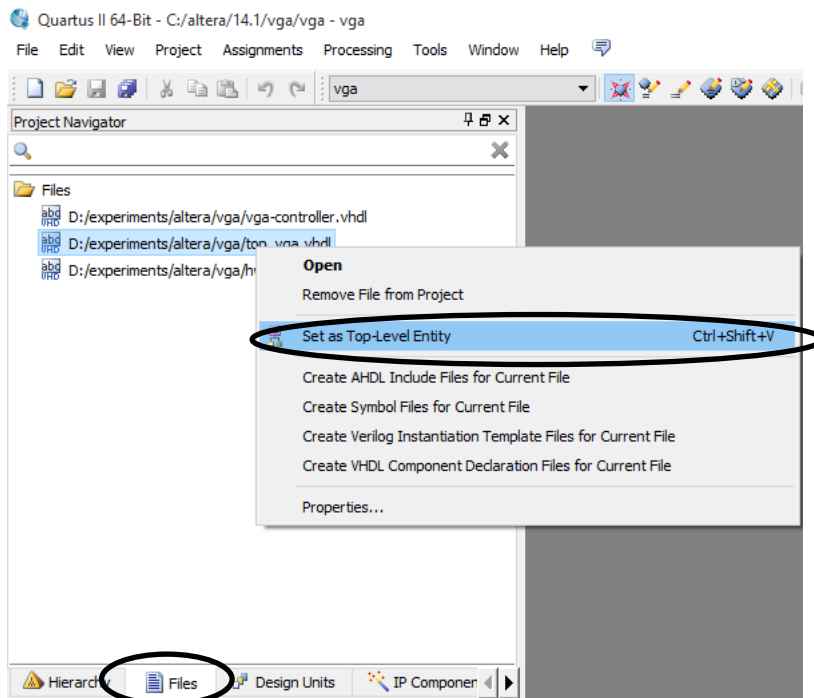 Quartus II 64-Bit - C:/altera/14.1/vga/vga - vga
File Edit View Project Assignments Processing Tools Window Help
vga
Project Navigator
Files
D:/experiments/altera/vga/vga-controller.vhdl
D:/experiments/altera/vga/top_vga.vhdl
D:/experiments/altera/vga/h
Open
Remove File from Project
Set as Top-Level Entity Ctrl+Shift+V
Create AHDL Include Files for Current File
Create Symbol Files for Current File
Create Verilog Instantiation Template Files for Current File
Create VHDL Component Declaration Files for Current File
Properties...
Hierarchy Files Design Units IP Componen